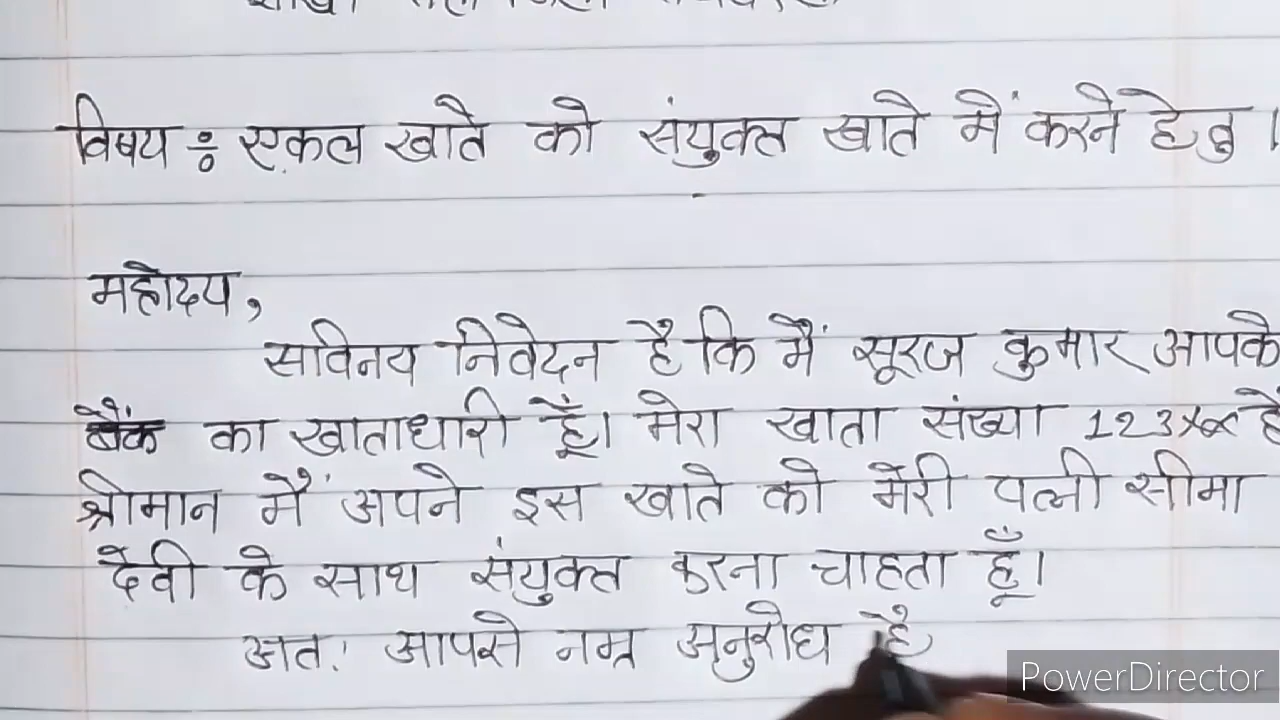 विषय ः एकल खाते को संयुक्त खाते में करने हेतु ।
महोदय,
सविनय निवेदन है कि मैं सूरज कुमार आपके
बैंक का खाताधारी हूँ। मेरा खाता संख्या 123xx है
श्रीमान मैं अपने इस खाते को मेरी पत्नी सीमा
देवी के साथ संयुक्त करना चाहता हूँ।
अतः आपसे नम्र अनुरोध है
PowerDirector